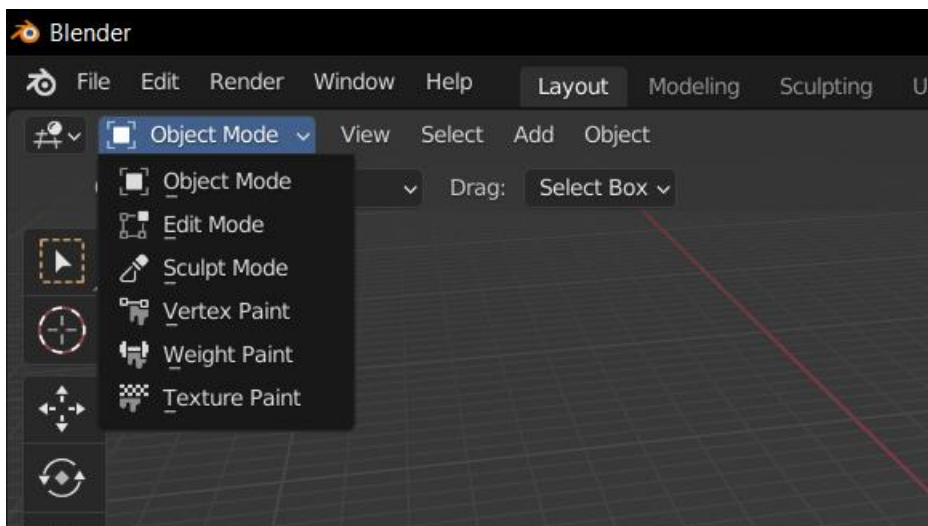 Blender
File Edit Render Window Help Layout Modeling Sculpting
Object Mode View Select Add Object
Object Mode Drag: Select Box
Edit Mode
Sculpt Mode
Vertex Paint
Weight Paint
Texture Paint